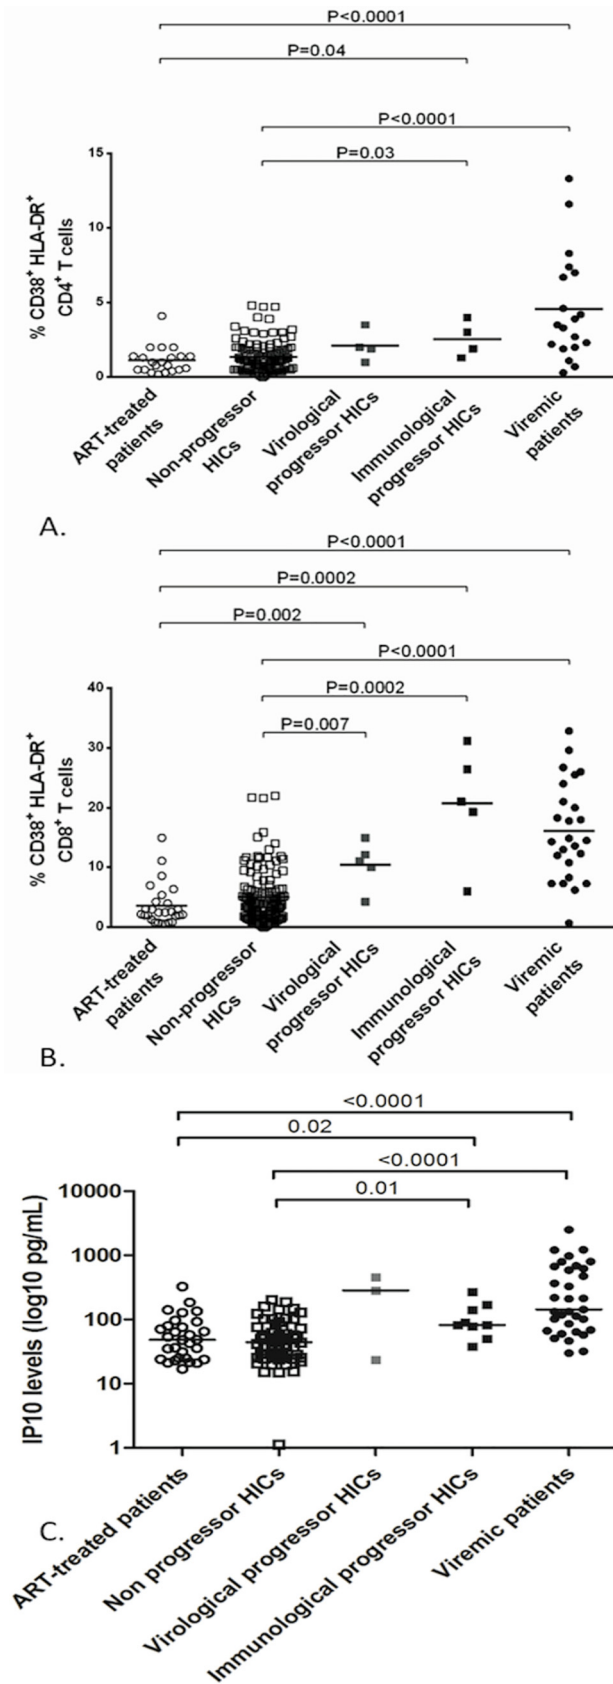 P<0.0001
P=0.04
P<0.0001
P=0.03
% CD38⁺ HLA-DR⁺
CD4⁺ T cells
15
10
5
0
ART-treated
patients
Non-progressor
HICs
Virological
progressor HICs
Immunological
progressor HICs
Viremic
patients
A.
P<0.0001
P=0.0002
P=0.002
P<0.0001
P=0.0002
P=0.007
% CD38⁺ HLA-DR⁺
CD8⁺ T cells
40
30
20
10
0
ART-treated
patients
Non-progressor
HICs
Virological
progressor HICs
Immunological
progressor HICs
Viremic
patients
B.
<0.0001
0.02
<0.0001
0.01
IP10 levels (log10 pg/mL)
10000
1000
100
10
1
ART-treated patients
Non progressor HICs
Virological progressor HICs
Immunological progressor HICs
Viremic patients
C.